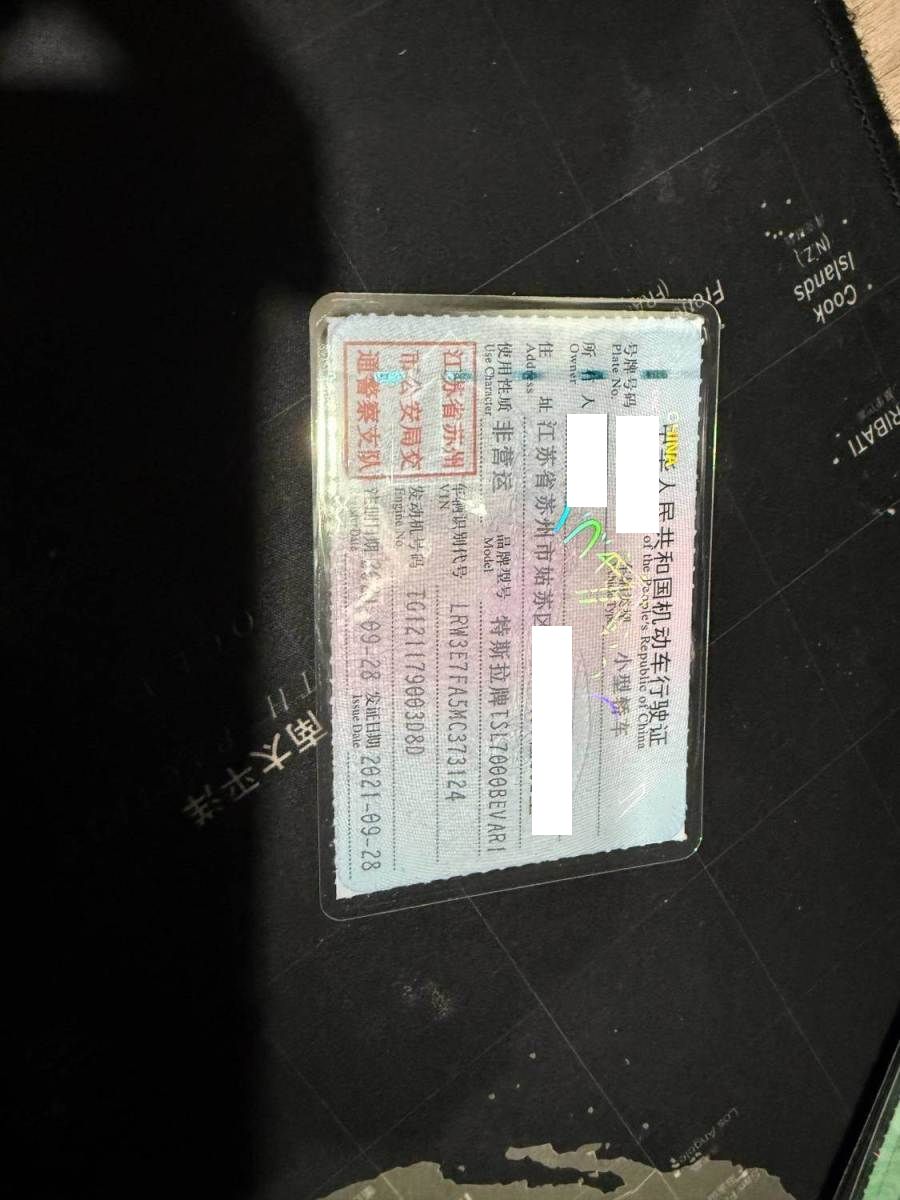 中华人民共和国机动车行驶证
of the People's Republic of China
号牌号码
Plate No.
车辆类型 小型轿车
所有人
Owner
住址 江苏省苏州市姑苏区
Address
使用性质 非营运
Use Character
品牌型号 特斯拉牌TSL7000BEVAR1
Model
江苏省苏州
市公安局交
通警察支队
车辆识别代号 LRW3E7FA5MC373124
VIN
发动机号码 TG121179003D8D
Engine No.
注册日期 09-28
发证日期 2021-09-28
Issue Date
Cook
Islands
(N.Z.)
RIBATI
南太平洋
Los Angeles